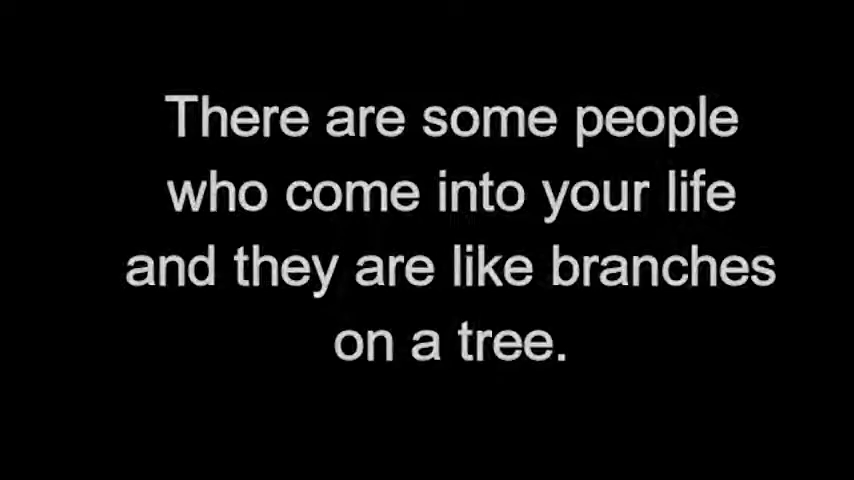 There are some people
who come into your life
and they are like branches
on a tree.